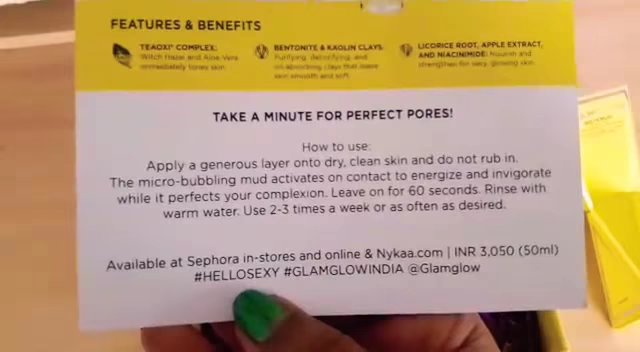 FEATURES & BENEFITS
TEAOXI® COMPLEX:
Witch Hazel and Aloe Vera
immediately tones skin.
BENTONITE & KAOLIN CLAYS:
Purifying, detoxifying, and
oil-absorbing clays that leave
skin smooth and soft.
LICORICE ROOT, APPLE EXTRACT,
AND NIACINIMIDE: Nourish and
glowing skin.
TAKE A MINUTE FOR PERFECT PORES!
How to use:
Apply a generous layer onto dry, clean skin and do not rub in.
The micro-bubbling mud activates on contact to energize and invigorate
while it perfects your complexion. Leave on for 60 seconds. Rinse with
warm water. Use 2-3 times a week or as often as desired.
Available at Sephora in-stores and online & Nykaa.com | INR 3,050 (50ml)
#HELLOSEXY #GLAMGLOWINDIA @Glamglow